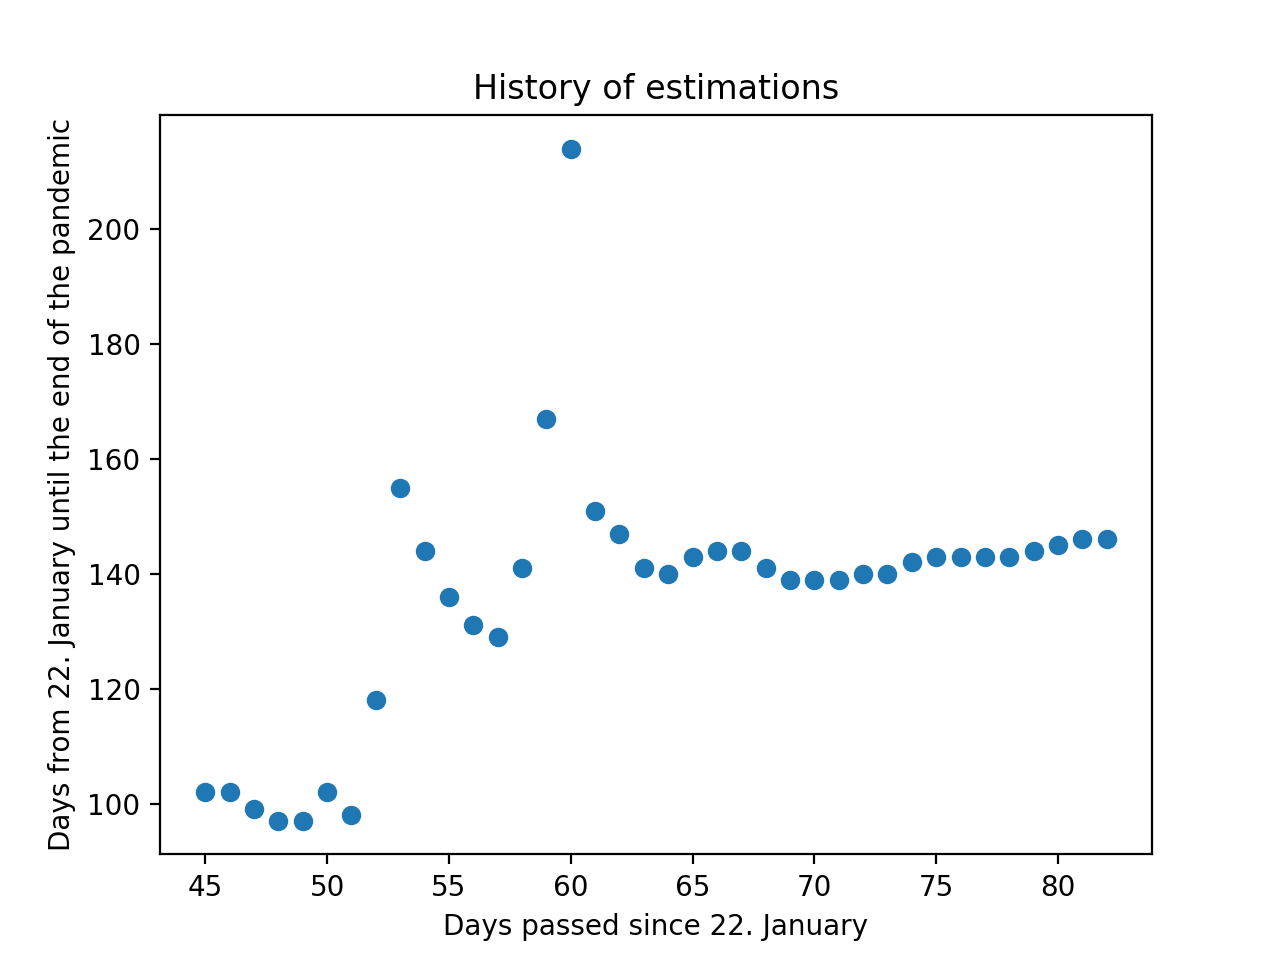 History of estimations
Days from 22. January until the end of the pandemic
200
180
160
140
120
100
45 50 55 60 65 70 75 80
Days passed since 22. January